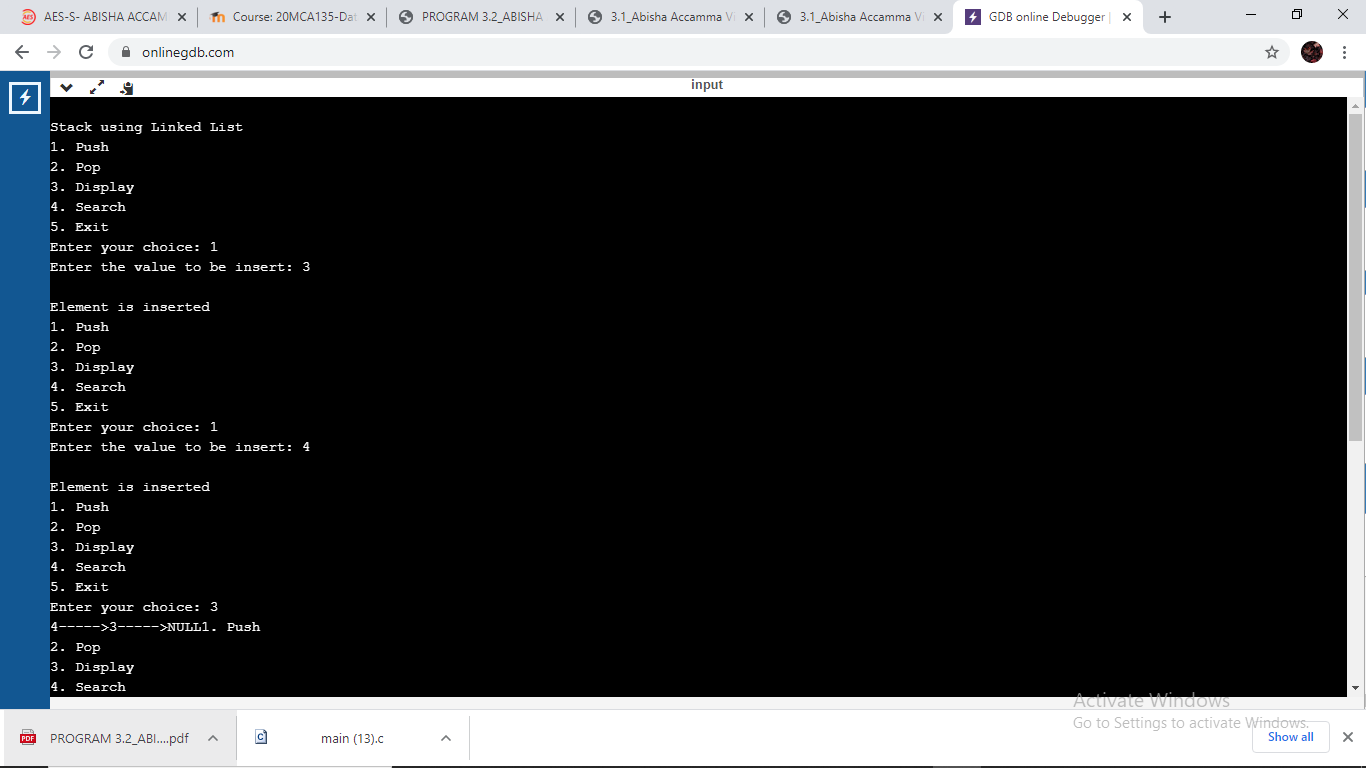 AES-S- ABISHA ACCAM
Course: 20MCA135-Dat
PROGRAM 3.2_ABISHA
3.1_Abisha Accamma Vi
3.1_Abisha Accamma Vi
GDB online Debugger |
onlinegdb.com
input
Stack using Linked List
1. Push
2. Pop
3. Display
4. Search
5. Exit
Enter your choice: 1
Enter the value to be insert: 3
Element is inserted
1. Push
2. Pop
3. Display
4. Search
5. Exit
Enter your choice: 1
Enter the value to be insert: 4
Element is inserted
1. Push
2. Pop
3. Display
4. Search
5. Exit
Enter your choice: 3
4----->3----->NULL1. Push
2. Pop
3. Display
4. Search
Activate Windows
Go to Settings to activate Windows.
PROGRAM 3.2_ABI....pdf
main (13).c
Show all